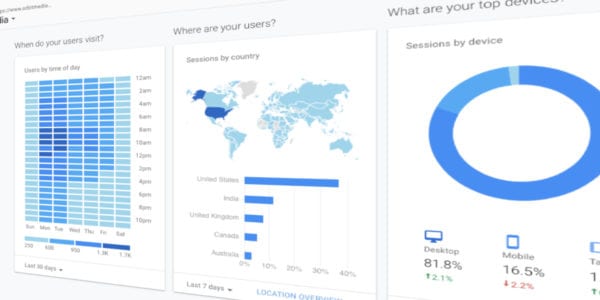 dia
When do your users visit?
Users by time of day
12am
2am
4am
6am
8am
10am
12pm
2pm
4pm
6pm
8pm
10pm
Sun Mon Tue Wed Thu Fri Sat
250 600 950 1.3K 1.7K
Last 30 days
Where are your users?
Sessions by country
United States
India
United Kingdom
Canada
Australia
0% 10% 20% 30% 40%
Last 7 days
LOCATION OVERVIEW
What are your top devices?
Sessions by device
Desktop
81.8%
↑2.1%
Mobile
16.5%
↓2.2%
Ta
1